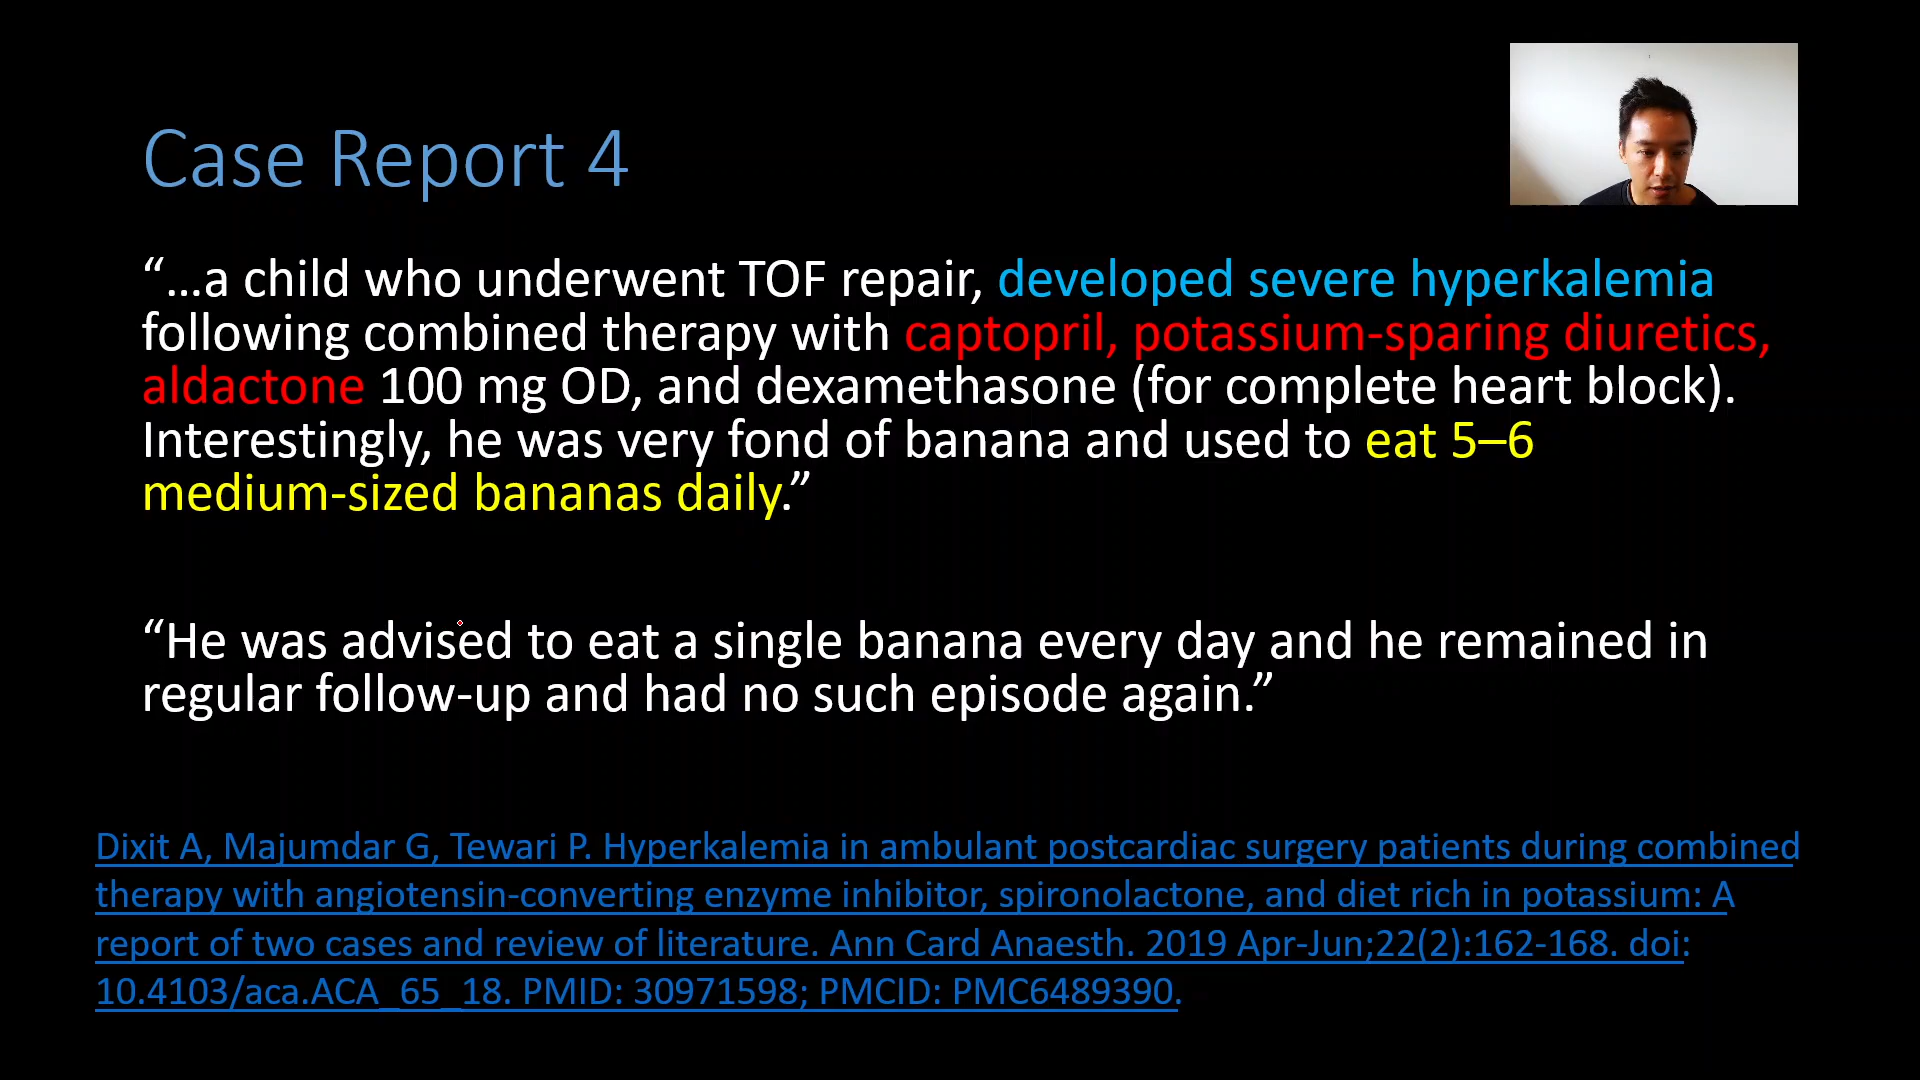 Case Report 4
“…a child who underwent TOF repair, developed severe hyperkalemia
following combined therapy with captopril, potassium-sparing diuretics,
aldactone 100 mg OD, and dexamethasone (for complete heart block).
Interestingly, he was very fond of banana and used to eat 5–6
medium-sized bananas daily.”
“He was advised to eat a single banana every day and he remained in
regular follow-up and had no such episode again.”
Dixit A, Majumdar G, Tewari P. Hyperkalemia in ambulant postcardiac surgery patients during combined
therapy with angiotensin-converting enzyme inhibitor, spironolactone, and diet rich in potassium: A
report of two cases and review of literature. Ann Card Anaesth. 2019 Apr-Jun;22(2):162-168. doi:
10.4103/aca.ACA_65_18. PMID: 30971598; PMCID: PMC6489390.